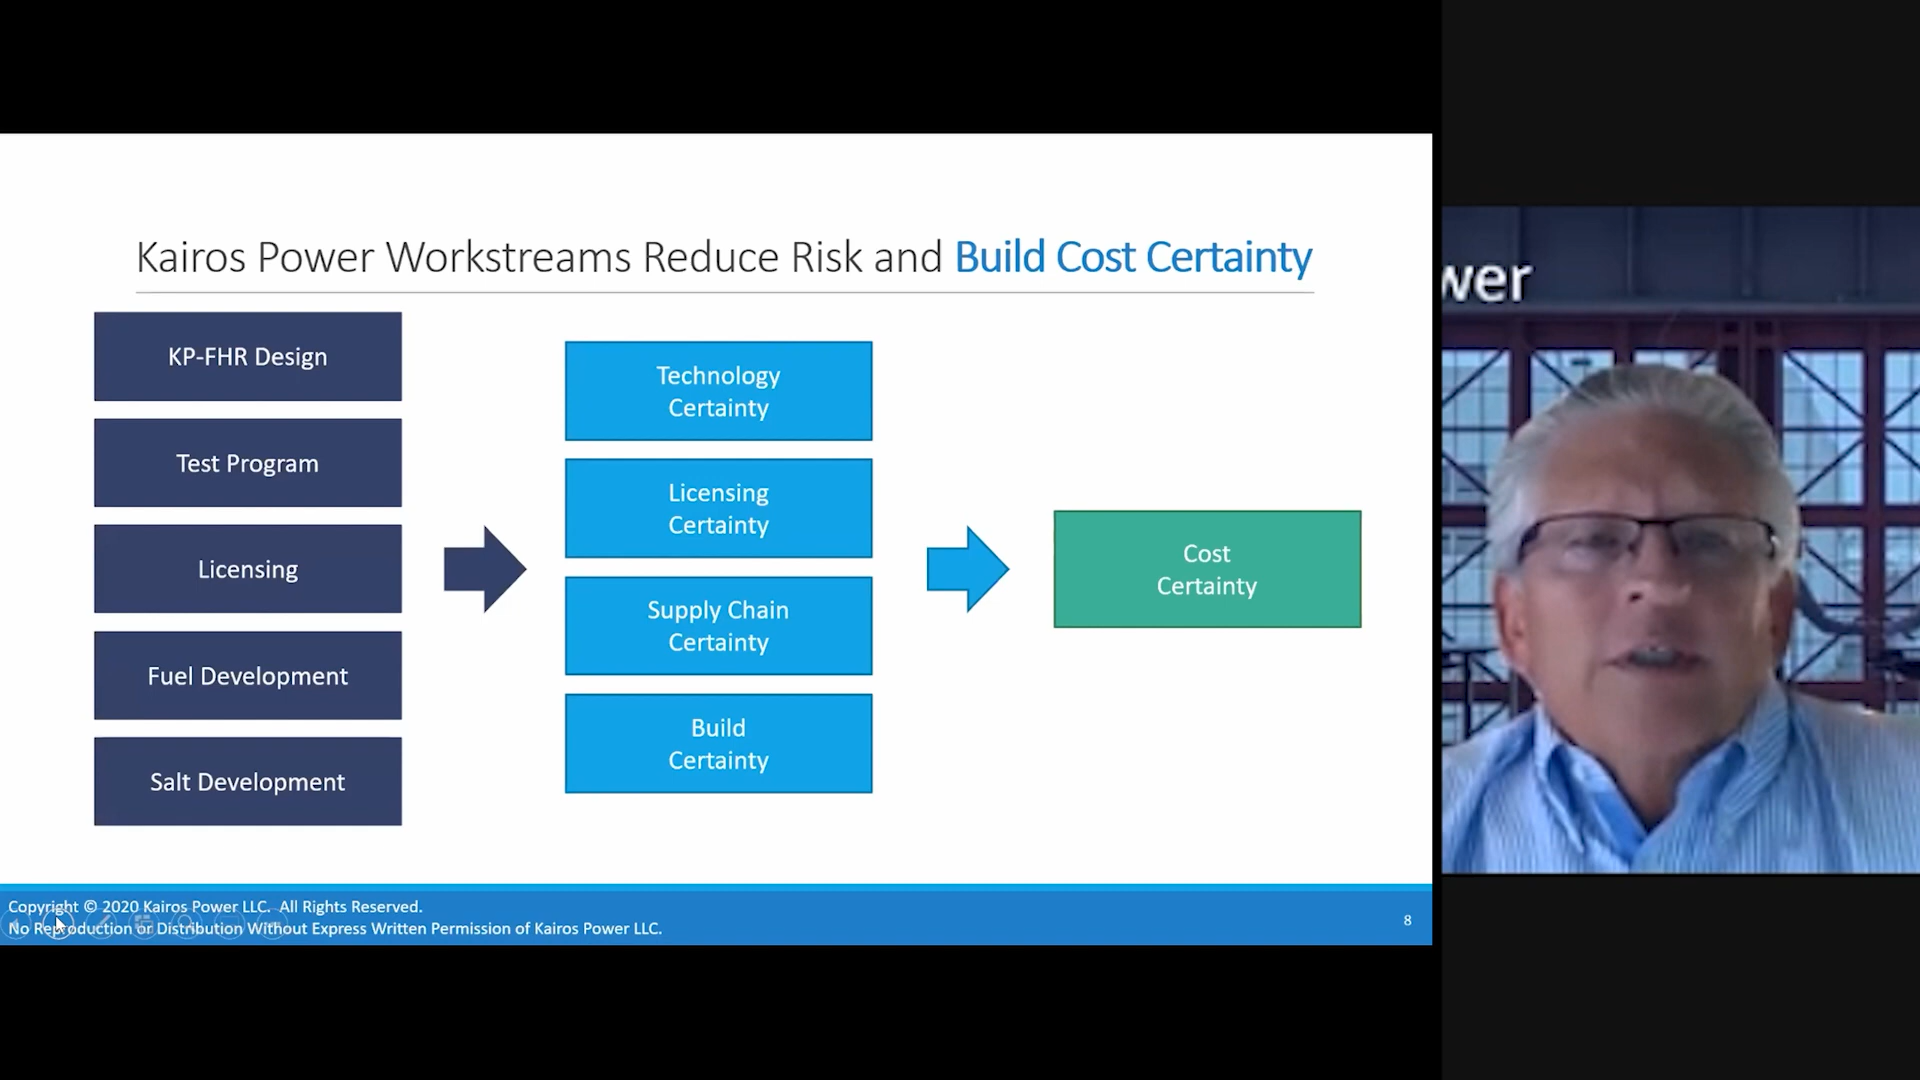 Kairos Power Workstreams Reduce Risk and Build Cost Certainty
KP-FHR Design
Test Program
Licensing
Fuel Development
Salt Development
Technology
Certainty
Licensing
Certainty
Supply Chain
Certainty
Build
Certainty
Cost
Certainty
Copyright © 2020 Kairos Power LLC. All Rights Reserved.
No Reproduction or Distribution Without Express Written Permission of Kairos Power LLC.
8
wer